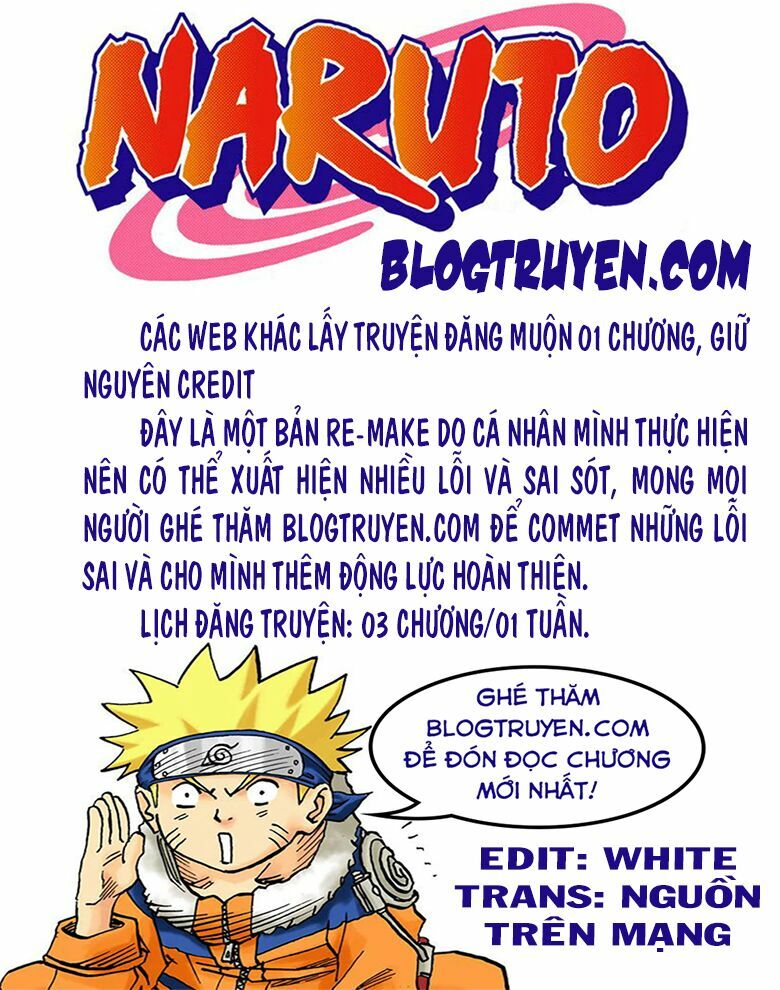 NARUTO
BLOGTRUYEN.COM
CÁC WEB KHÁC LẤY TRUYỆN ĐĂNG MUỘN 01 CHƯƠNG, GIỮ
NGUYÊN CREDIT
ĐÂY LÀ MỘT BẢN RE-MAKE DO CÁ NHÂN MÌNH THỰC HIỆN
NÊN CÓ THỂ XUẤT HIỆN NHIỀU LỖI VÀ SAI SÓT, MONG MỌI
NGƯỜI GHÉ THĂM BLOGTRUYEN.COM ĐỂ COMMET NHỮNG LỖI
SAI VÀ CHO MÌNH THÊM ĐỘNG LỰC HOÀN THIỆN.
LỊCH ĐĂNG TRUYỆN: 03 CHƯƠNG/01 TUẦN.
GHÉ THĂM
BLOGTRUYEN.COM
ĐỂ ĐÓN ĐỌC CHƯƠNG
MỚI NHẤT!
EDIT: WHITE
TRANS: NGUỒN
TRÊN MẠNG